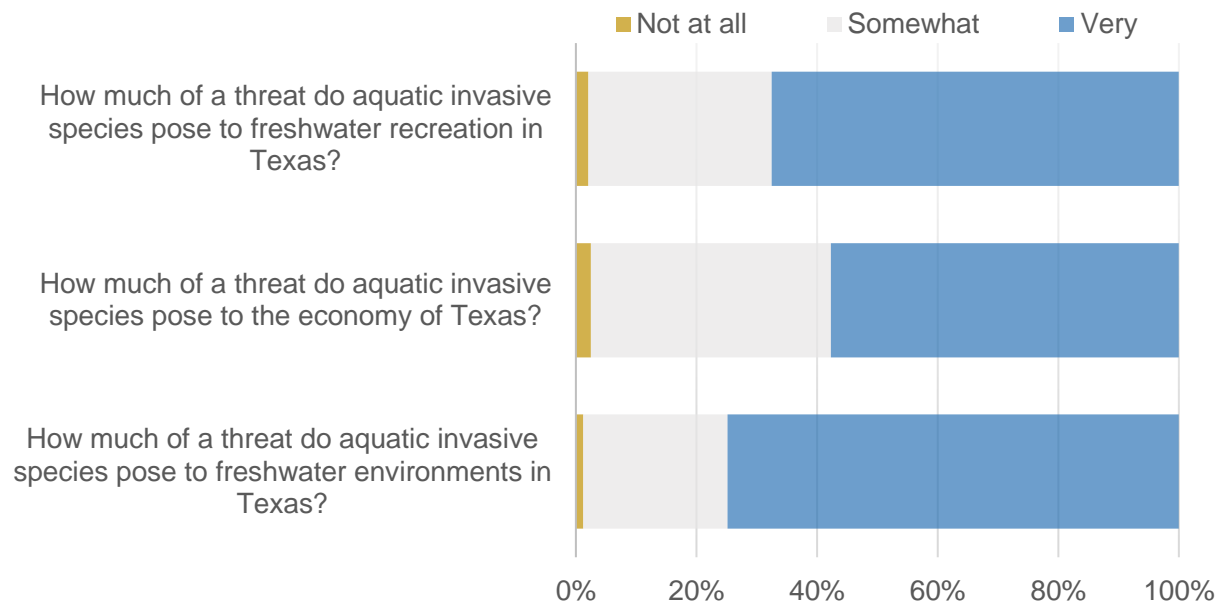 Not at all Somewhat Very
How much of a threat do aquatic invasive
species pose to freshwater recreation in
Texas?
How much of a threat do aquatic invasive
species pose to the economy of Texas?
How much of a threat do aquatic invasive
species pose to freshwater environments in
Texas?
0% 20% 40% 60% 80% 100%